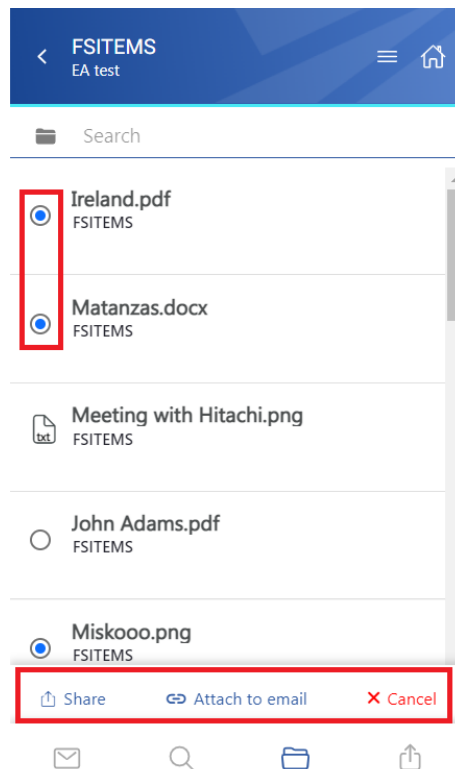 FSITEMS
EA test
Search
Ireland.pdf
FSITEMS
Matanzas.docx
FSITEMS
Meeting with Hitachi.png
txt
FSITEMS
John Adams.pdf
FSITEMS
Miskooo.png
FSITEMS
Share Attach to email Cancel